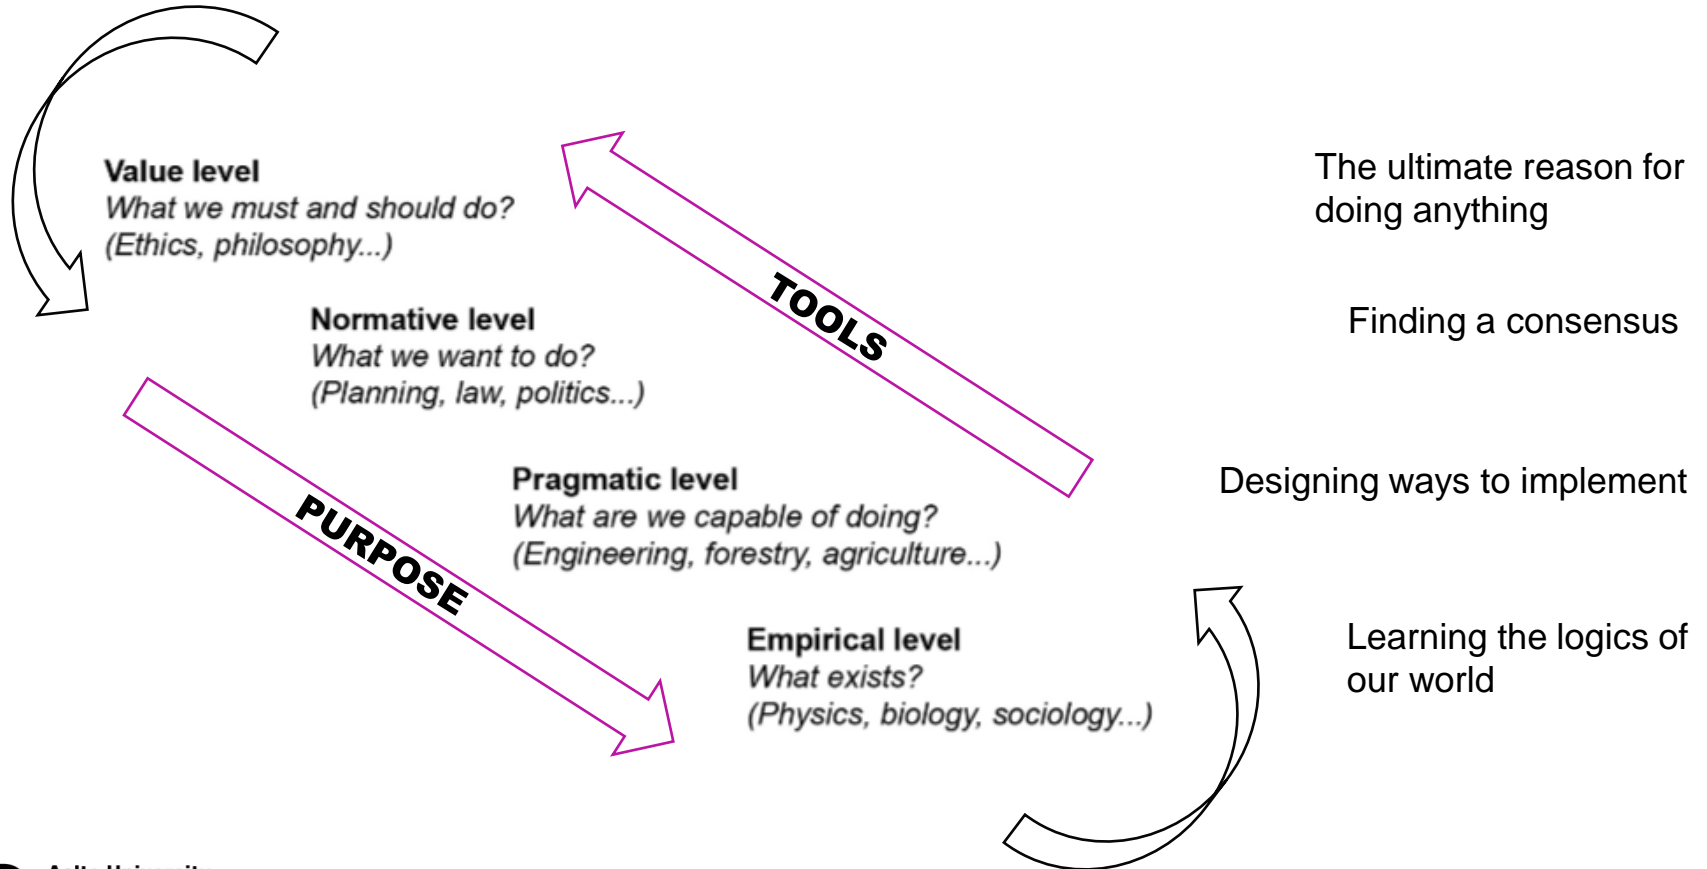 Value level
What we must and should do?
(Ethics, philosophy...)
The ultimate reason for
doing anything
TOOLS
Normative level
What we want to do?
(Planning, law, politics...)
Finding a consensus
PURPOSE
Pragmatic level
What are we capable of doing?
(Engineering, forestry, agriculture...)
Designing ways to implement
Empirical level
What exists?
(Physics, biology, sociology...)
Learning the logics of
our world